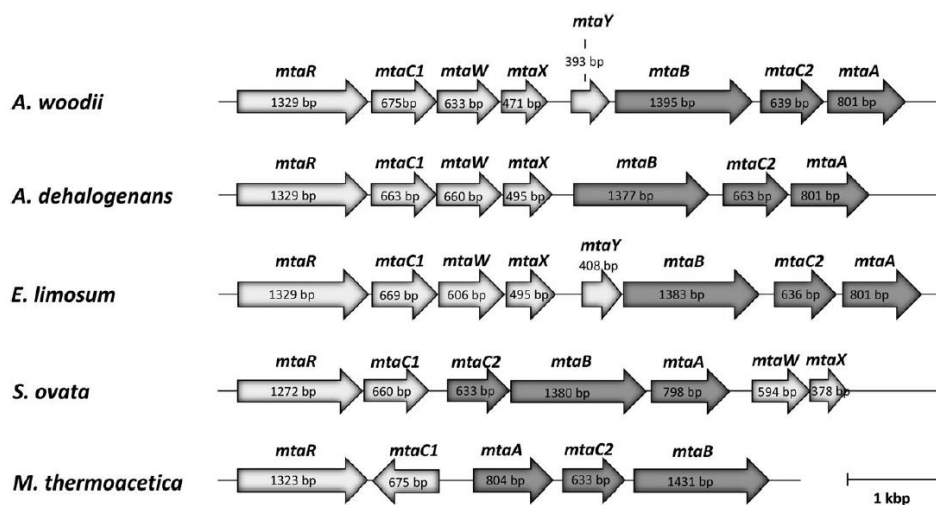 mtaY
393 bp
mtaR mtaC1 mtaW mtaX mtaB mtaC2 mtaA
A. woodii 1329 bp 675bp 633 bp 471 bp 1395 bp 639 bp 801 bp
mtaR mtaC1 mtaW mtaX mtaB mtaC2 mtaA
A. dehalogenans 1329 bp 663 bp 660 bp 495 bp 1377 bp 663 bp 801 bp
mtaY
mtaR mtaC1 mtaW mtaX 408 bp mtaB mtaC2 mtaA
E. limosum 1329 bp 669 bp 606 bp 495 bp 1383 bp 636 bp 801 bp
mtaR mtaC1 mtaC2 mtaB mtaA mtaW mtaX
S. ovata 1272 bp 660 bp 633 bp 1380 bp 798 bp 594 bp 378 bp
mtaR mtaC1 mtaA mtaC2 mtaB
M. thermoacetica 1323 bp 675 bp 804 bp 633 bp 1431 bp
1 kbp